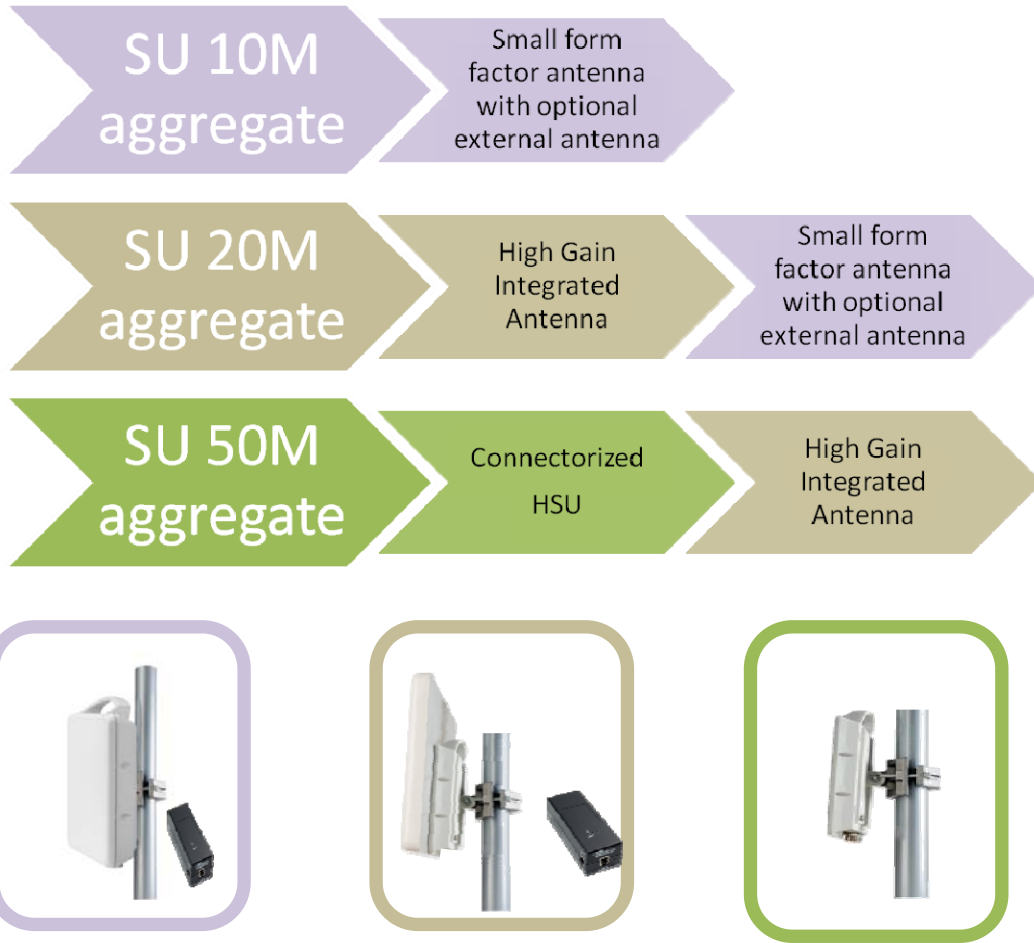 SU 10M
aggregate
Small form
factor antenna
with optional
external antenna
SU 20M
aggregate
High Gain
Integrated
Antenna
Small form
factor antenna
with optional
external antenna
SU 50M
aggregate
Connectorized
HSU
High Gain
Integrated
Antenna